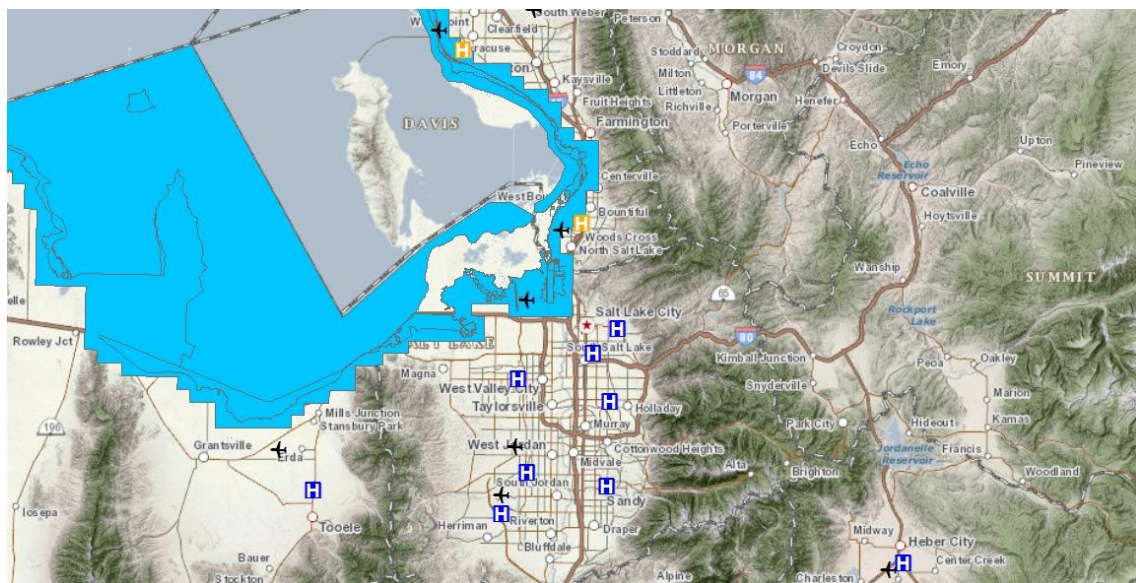 South Weber
Clearfield
Syracuse
Kaysville
Fruit Heights
Farmington
DAVIS
Centerville
West Bou
Bountiful
Woods Cross
North Salt Lake
Peterson
Stoddard
MORGAN
Croydon
Devils Slide
Milton
84
Littleton
Morgan
Richville
Henefer
Emory
Porterville
Echo
Upton
Echo
Reservoir
Pineview
Coalville
Hoytsville
Wanship
SUMMIT
Rockport
Lake
65
Salt Lake City
H
South Salt Lake
H
80
Kimball Junction
Peoa
Oakley
Rowley Jct
Magna
H
West Valley City
Snyderville
Marion
Taylorsville
H
Holladay
Park City
Kamas
Mills Junction
Stansbury Park
Murray
Hideout
196
Grantsville
Erda
West Jordan
Cottonwood Heights
Jordanelle
Reservoir
Francis
Midvale
Alta
Brighton
Woodland
H
H
South Jordan
H
Sandy
Iosepa
Tooele
Herriman
H
Riverton
Draper
Midway
Bluffdale
Heber City
Bauer
Stockton
Alpine
Charleston
H
Center Creek
H
H